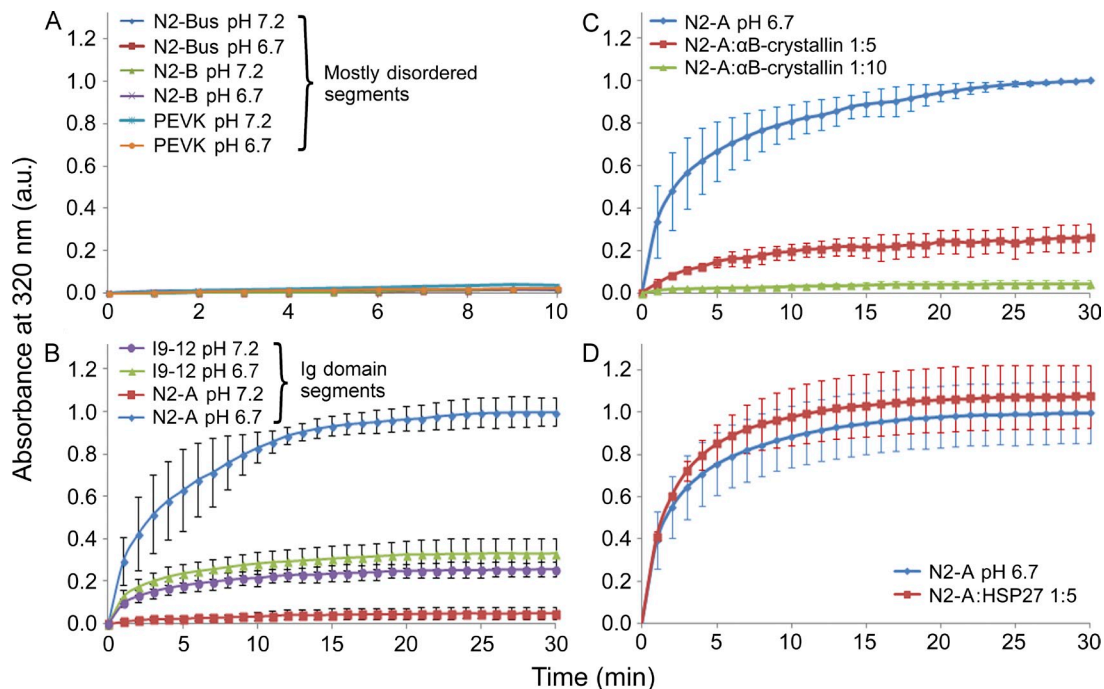 A
N2-Bus pH 7.2
N2-Bus pH 6.7
N2-B pH 7.2
N2-B pH 6.7
PEVK pH 7.2
PEVK pH 6.7
Mostly disordered
segments
1.2
1.0
0.8
0.6
0.4
0.2
0.0
0 2 4 6 8 10
C
N2-A pH 6.7
N2-A:αB-crystallin 1:5
N2-A:αB-crystallin 1:10
1.2
1.0
0.8
0.6
0.4
0.2
0.0
0 5 10 15 20 25 30
B
I9-12 pH 7.2
I9-12 pH 6.7
N2-A pH 7.2
N2-A pH 6.7
Ig domain
segments
1.2
1.0
0.8
0.6
0.4
0.2
0.0
0 5 10 15 20 25 30
D
1.2
1.0
0.8
0.6
0.4
0.2
0.0
N2-A pH 6.7
N2-A:HSP27 1:5
0 5 10 15 20 25 30
Absorbance at 320 nm (a.u.)
Time (min)